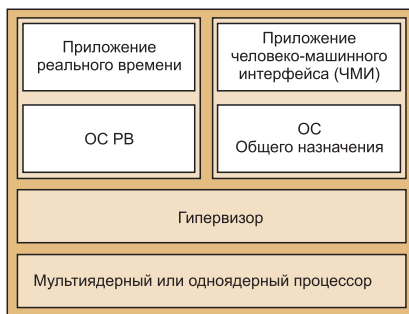 Приложение
реального времени
Приложение
человеко-машинного
интерфейса (ЧМИ)
ОС РВ
ОС
Общего назначения
Гипервизор
Мультиядерный или одноядерный процессор